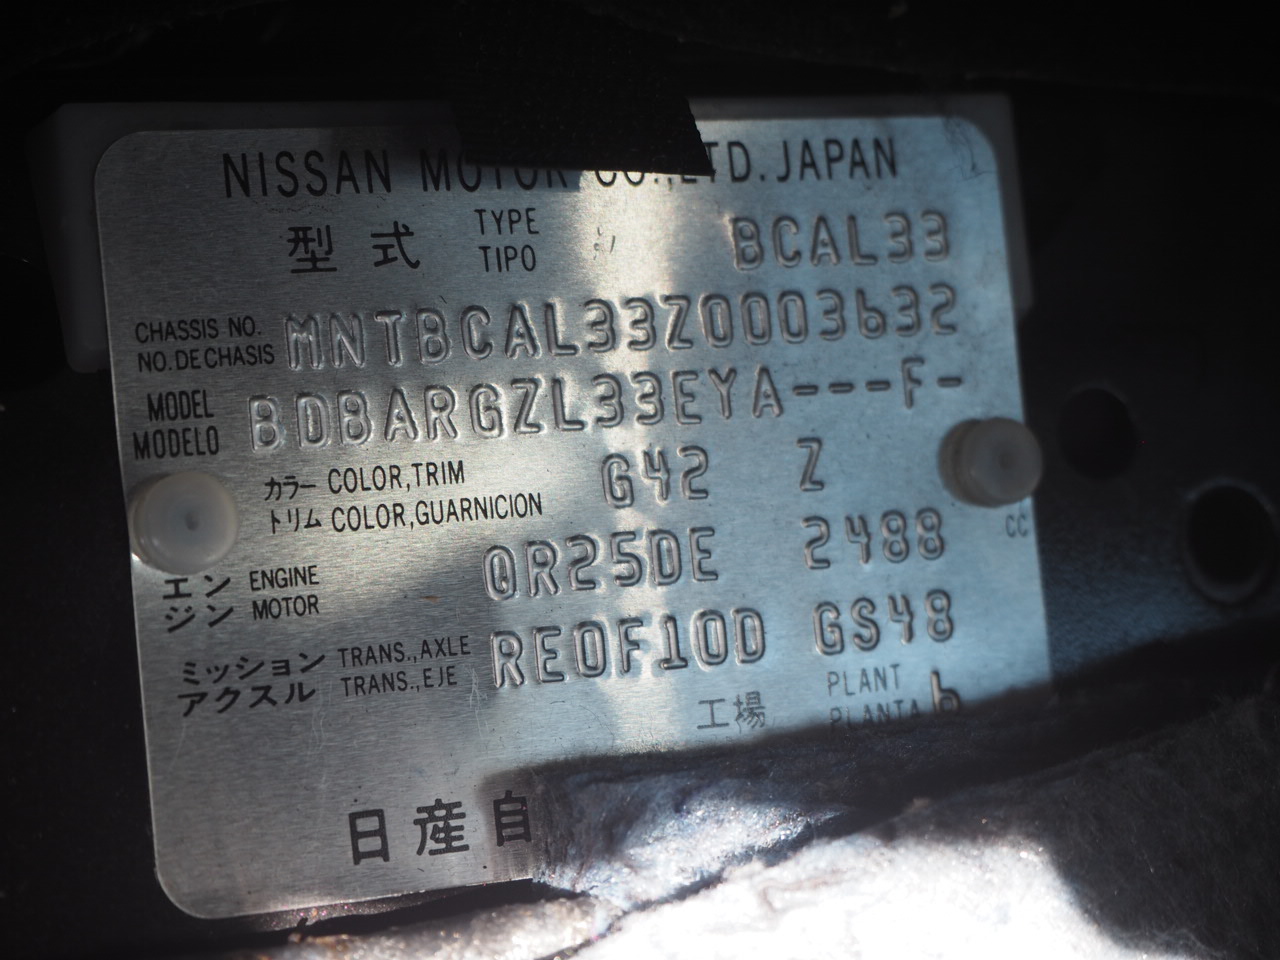 NISSAN MOTOR CO.,LTD. JAPAN
型式 TYPE TIPO BCAL33
CHASSIS NO. NO. DE CHASIS MNTBCAL33Z0003632
MODEL MODELO BDBARGZL33EYA---F-
カラー COLOR,TRIM G42 Z
トリム COLOR,GUARNICION
エンジン ENGINE MOTOR QR25DE 2488 CC
ミッション TRANS.,AXLE RE0F10D GS48
アクスル TRANS.,EJE
工場 PLANT PLANTA 6
日産自